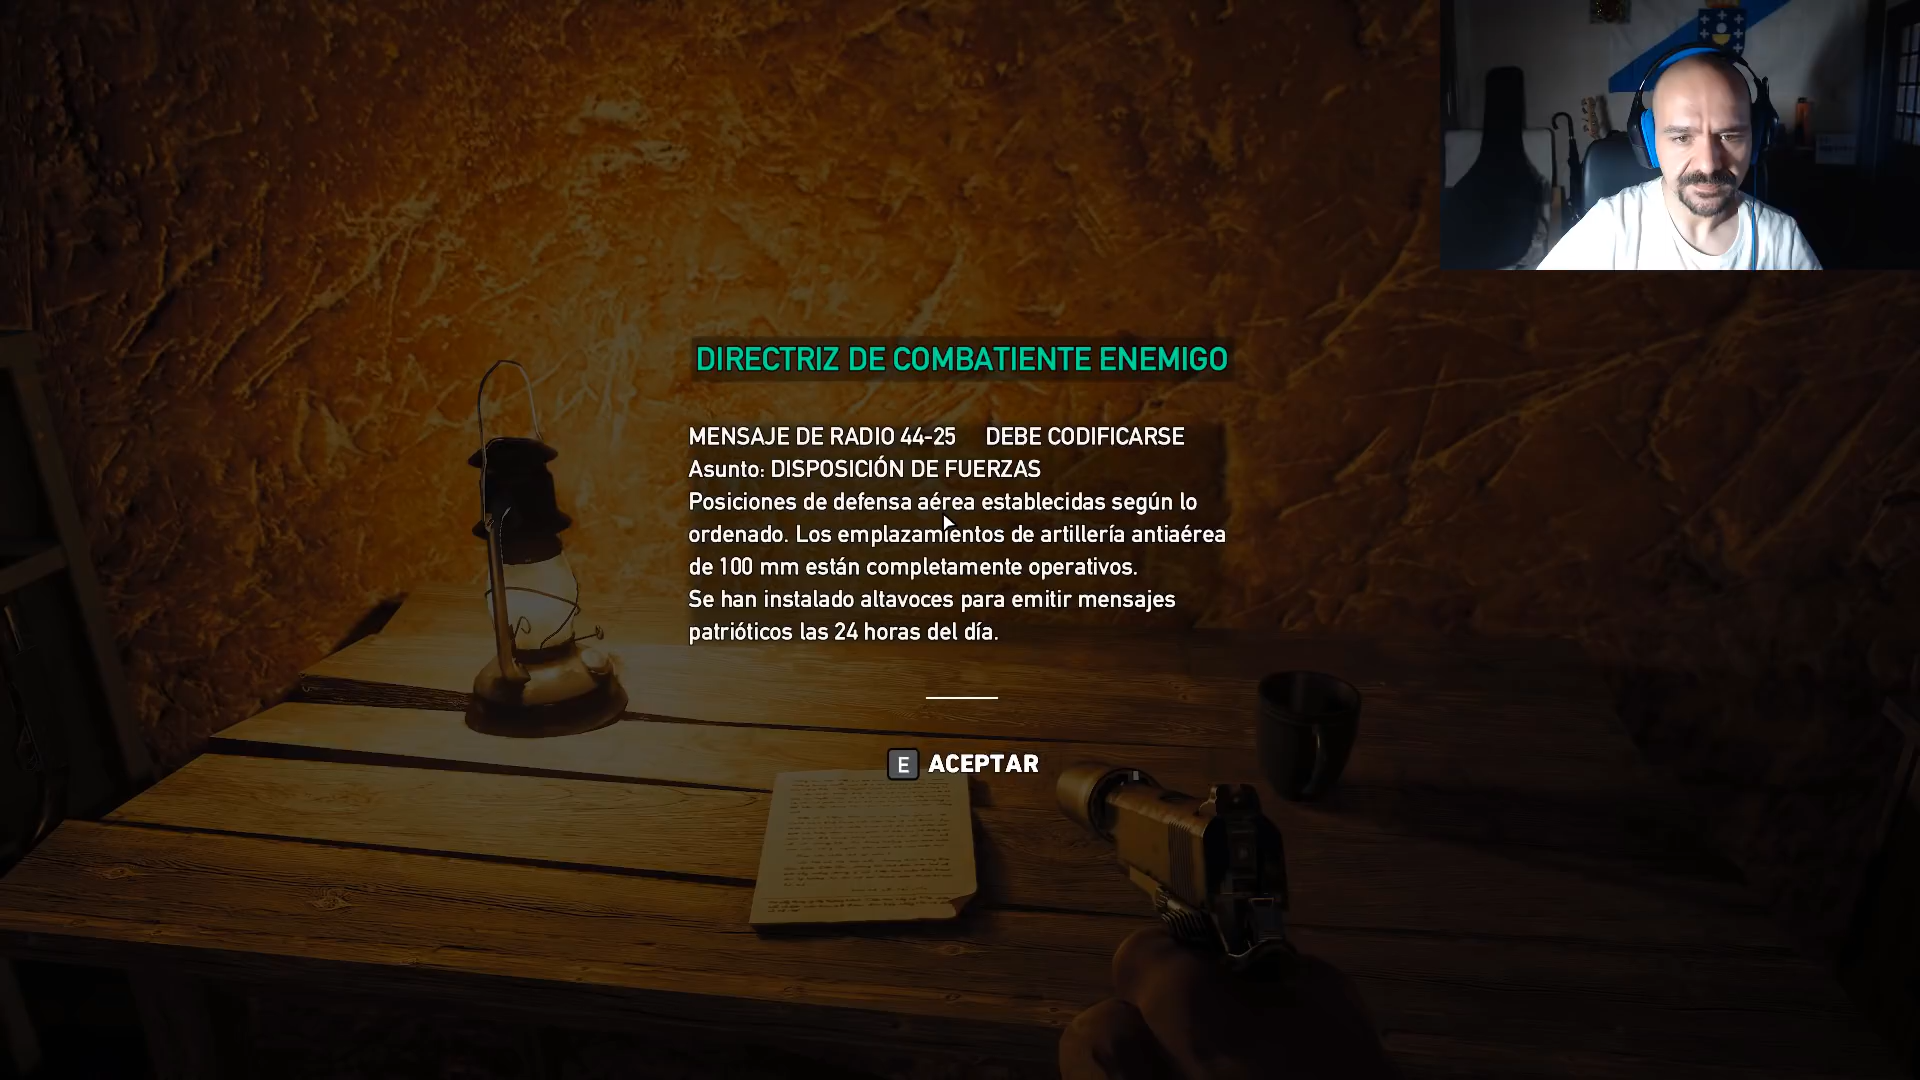 DIRECTRIZ DE COMBATIENTE ENEMIGO
MENSAJE DE RADIO 44-25 DEBE CODIFICARSE
Asunto: DISPOSICIÓN DE FUERZAS
Posiciones de defensa aérea establecidas según lo
ordenado. Los emplazamientos de artillería antiaérea
de 100 mm están completamente operativos.
Se han instalado altavoces para emitir mensajes
patrióticos las 24 horas del día.
E ACEPTAR